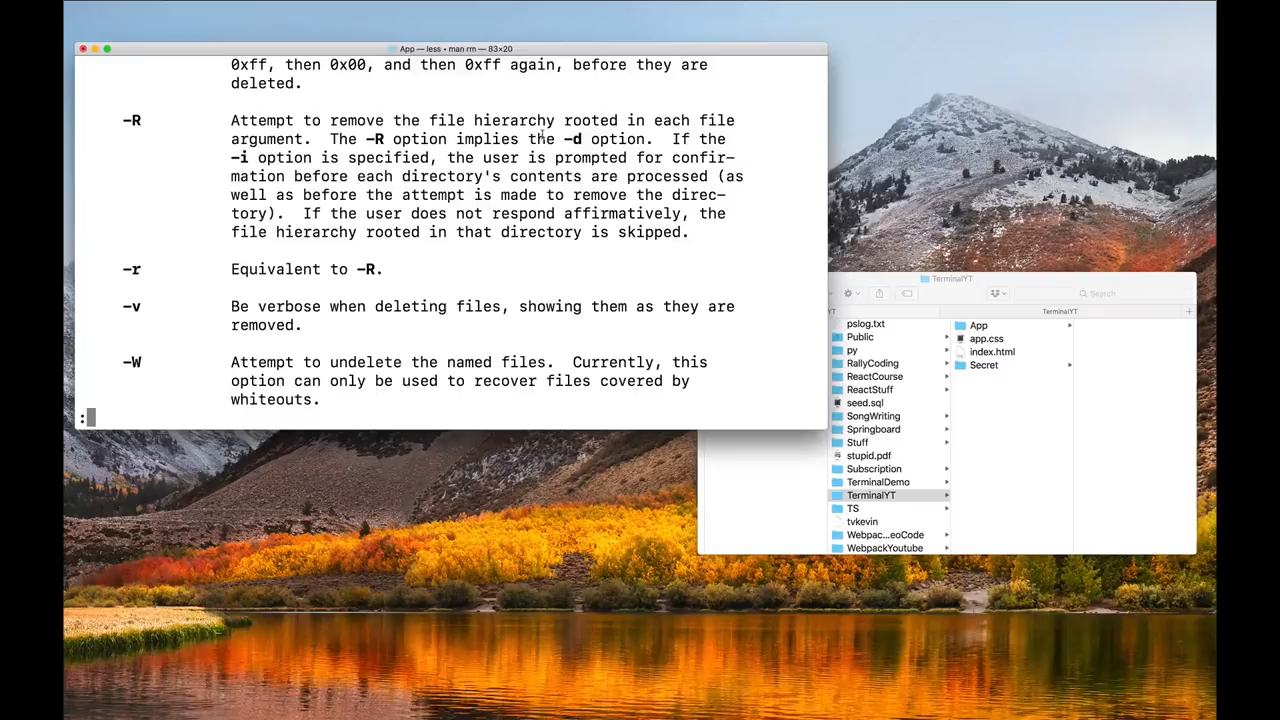 App — less • man rm — 83×20
0xff, then 0x00, and then 0xff again, before they are
deleted.
-R Attempt to remove the file hierarchy rooted in each file
argument. The -R option implies the -d option. If the
-i option is specified, the user is prompted for confir-
mation before each directory's contents are processed (as
well as before the attempt is made to remove the direc-
tory). If the user does not respond affirmatively, the
file hierarchy rooted in that directory is skipped.
-r Equivalent to -R.
-v Be verbose when deleting files, showing them as they are
removed.
-W Attempt to undelete the named files. Currently, this
option can only be used to recover files covered by
whiteouts.
:
TerminalYT
Search
YT
TerminalYT
pslog.txt
Public
py
RallyCoding
ReactCourse
ReactStuff
seed.sql
SongWriting
Springboard
Stuff
stupid.pdf
Subscription
TerminalDemo
TerminalYT
TS
tvkevin
Webpac...eoCode
WebpackYoutube
App
app.css
index.html
Secret